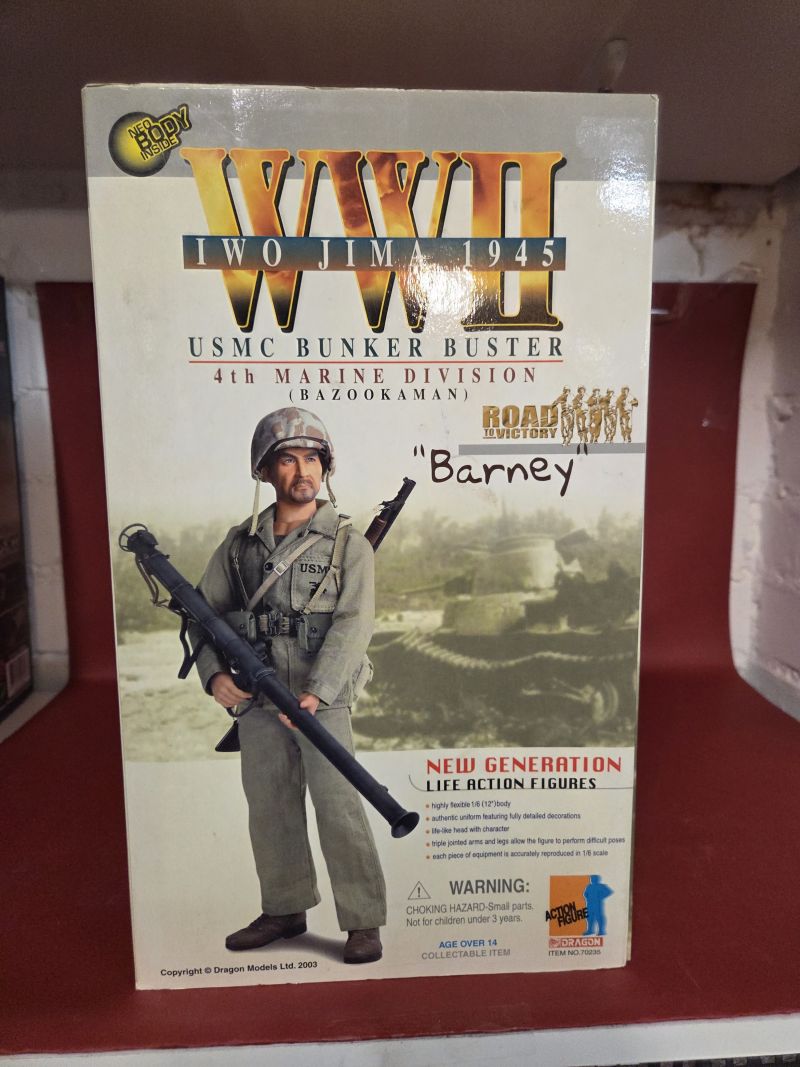 NEO
BODY
INSIDE
WWII
IWO JIMA 1945
USMC BUNKER BUSTER
4th MARINE DIVISION
(BAZOOKAMAN)
ROAD
TO VICTORY
"Barney"
USM
NEW GENERATION
LIFE ACTION FIGURES
• highly flexible 1/6 (12")body
• authentic uniform featuring fully detailed decorations
• life-like head with character
• triple jointed arms and legs allow the figure to perform difficult poses
• each piece of equipment is accurately reproduced in 1/6 scale
WARNING:
CHOKING HAZARD-Small parts.
Not for children under 3 years.
AGE OVER 14
COLLECTABLE ITEM
ACTION
FIGURE
DRAGON
ITEM NO.70235
Copyright © Dragon Models Ltd. 2003